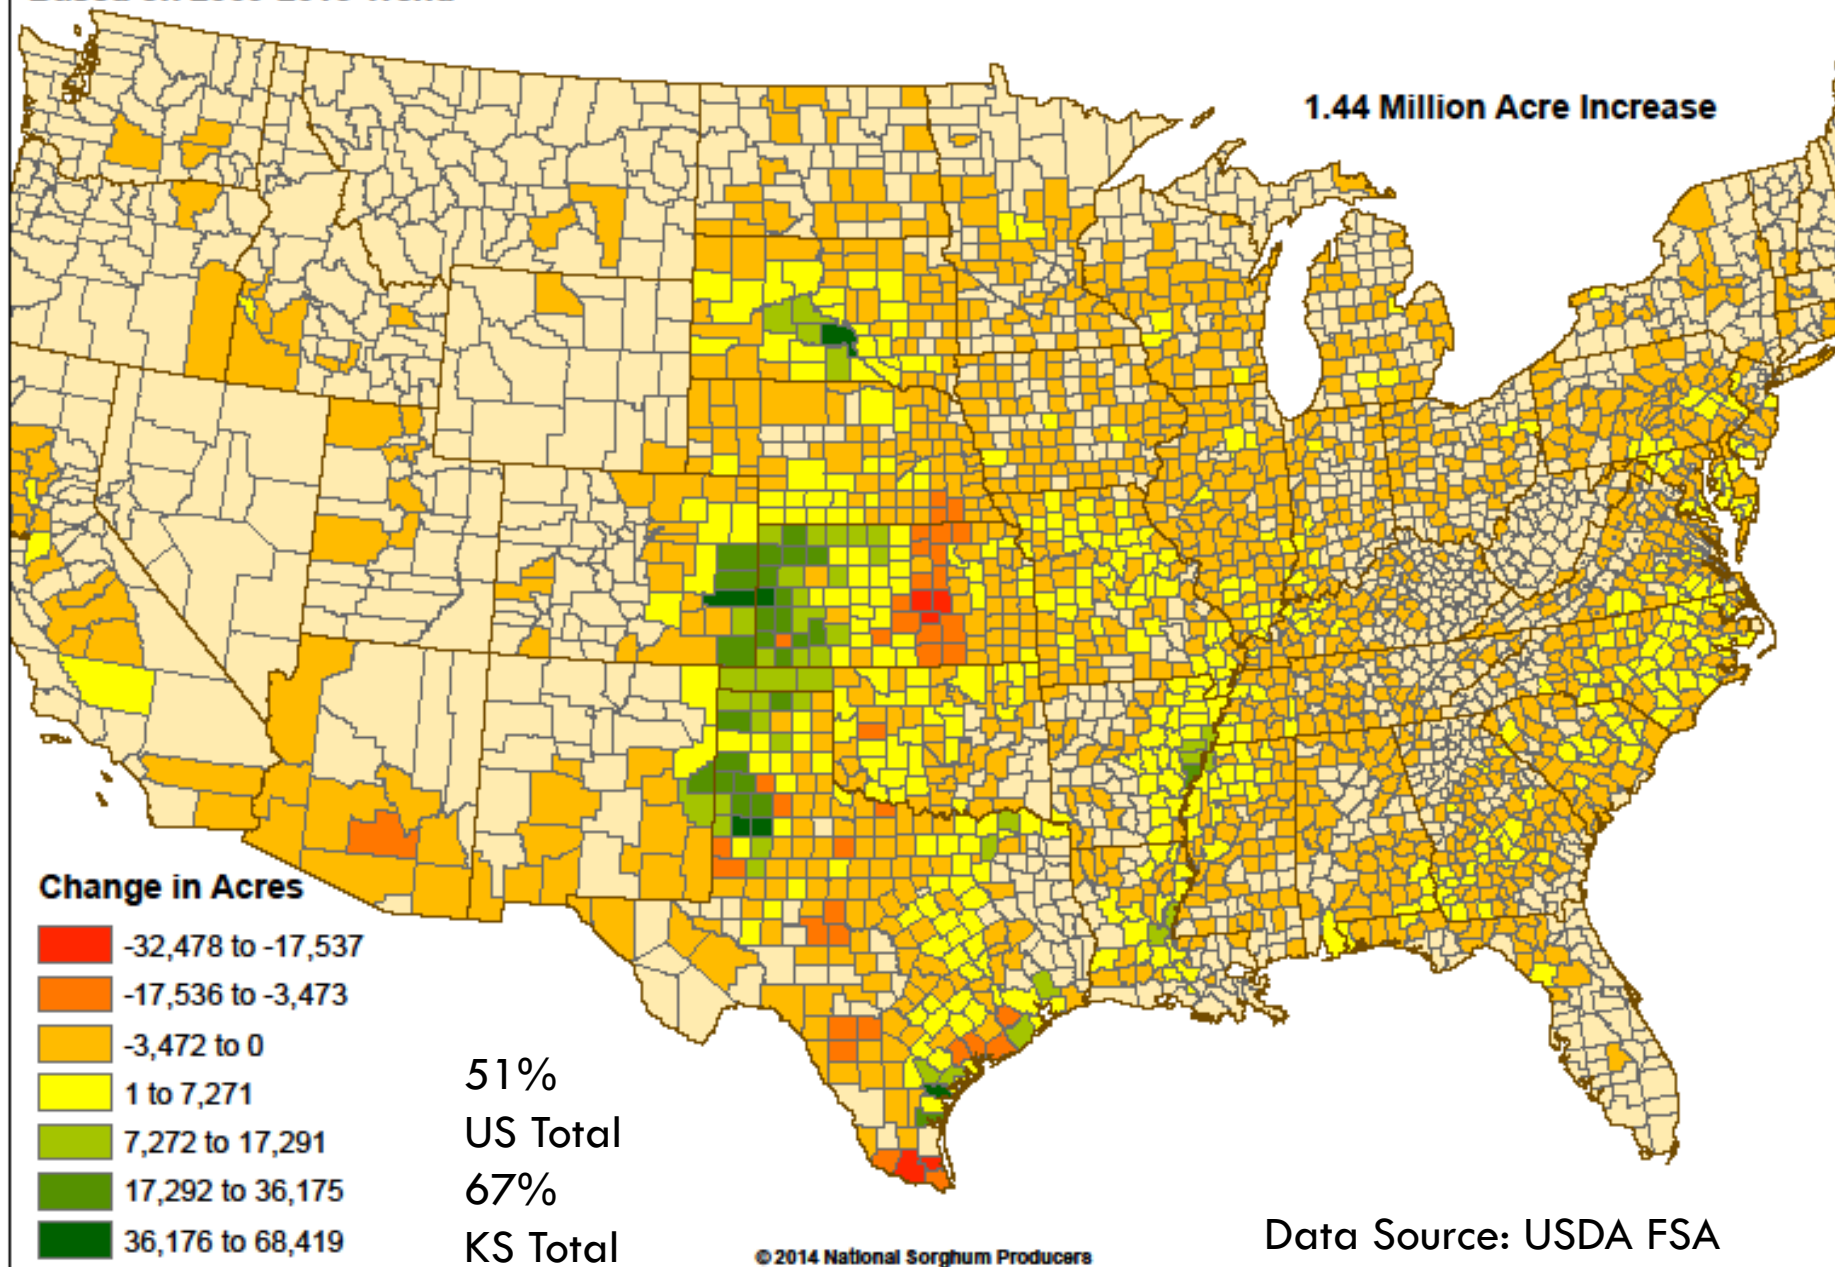 1.44 Million Acre Increase
Change in Acres
-32,478 to -17,537
-17,536 to -3,473
-3,472 to 0
1 to 7,271
7,272 to 17,291
17,292 to 36,175
36,176 to 68,419
51%
US Total
67%
KS Total
© 2014 National Sorghum Producers
Data Source: USDA FSA